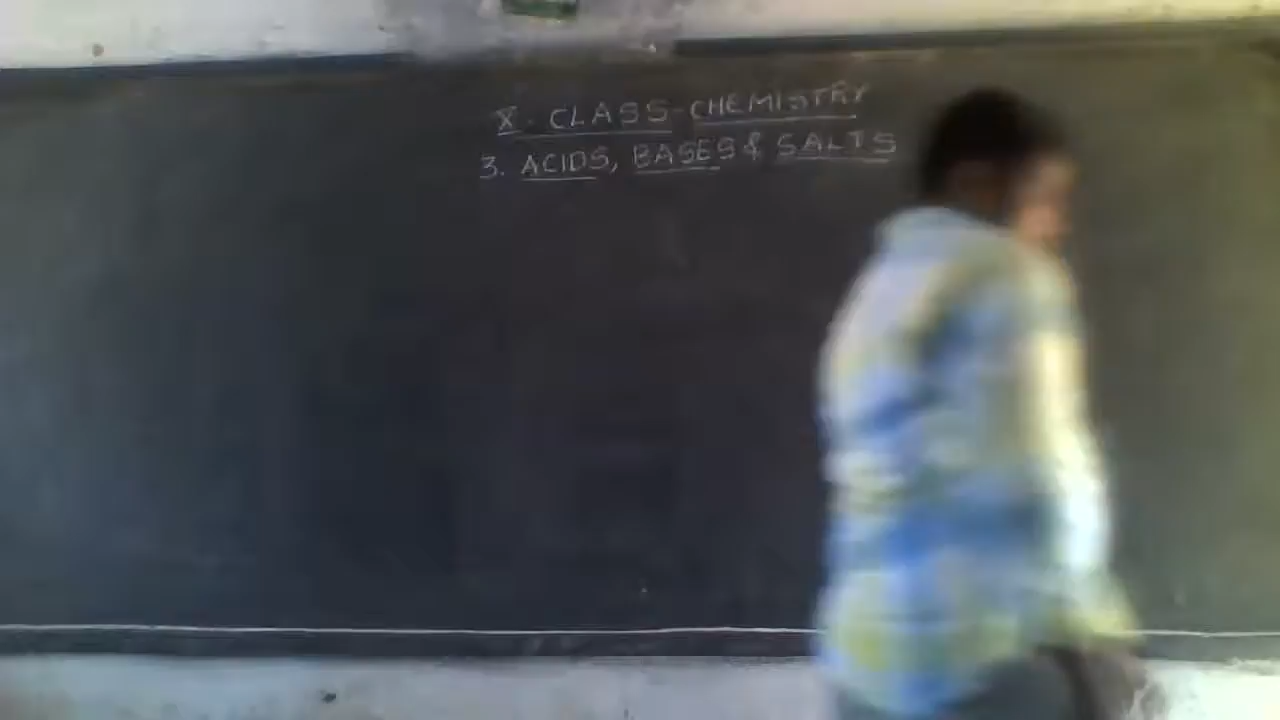 X. CLASS-CHEMISTRY
3. ACIDS, BASES & SALTS